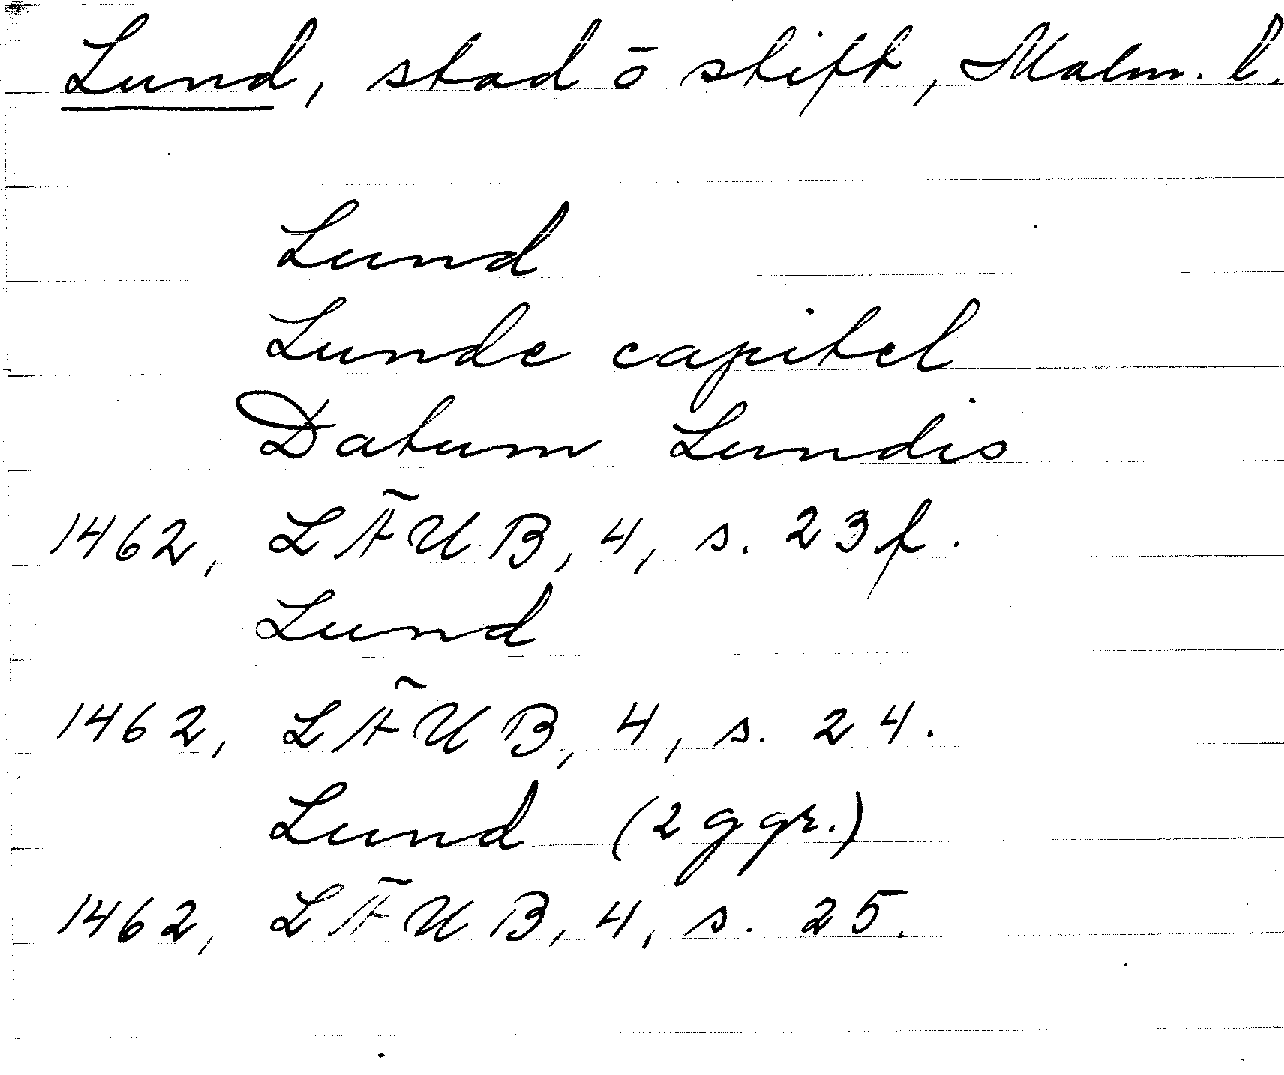 Lund, stad ō stift, Malm. l.
Lund
Lunde capitel
Datum Lundis
1462, LÄUB, 4, s. 23f.
Lund
1462, LÄUB, 4, s. 24.
Lund (2 ggr.)
1462, LÄUB, 4, s. 25.